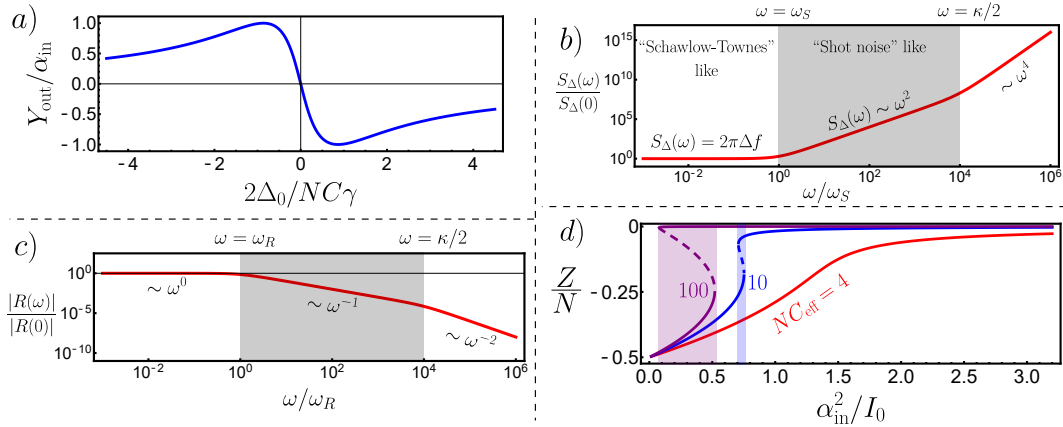 a)
Y_out/α_in
1.0
0.5
0.0
-0.5
-1.0
-4
-2
0
2
4
2Δ_0/NCγ
b)
ω = ω_S
ω = κ/2
"Schawlow-Townes"
like
"Shot noise" like
S_Δ(ω)
S_Δ(0)
10^15
10^10
10^5
10^0
S_Δ(ω) = 2πΔf
S_Δ(ω) ~ ω^2
~ ω^4
10^-2
10^0
10^2
10^4
10^6
ω/ω_S
c)
ω = ω_R
ω = κ/2
|R(ω)|
|R(0)|
10^0
10^-5
10^-10
~ ω^0
~ ω^-1
~ ω^-2
10^-2
10^0
10^2
10^4
10^6
ω/ω_R
d)
Z
N
0
-0.25
-0.5
100
10
NC_eff = 4
0.0
0.5
1.0
1.5
2.0
2.5
3.0
α_in^2/I_0